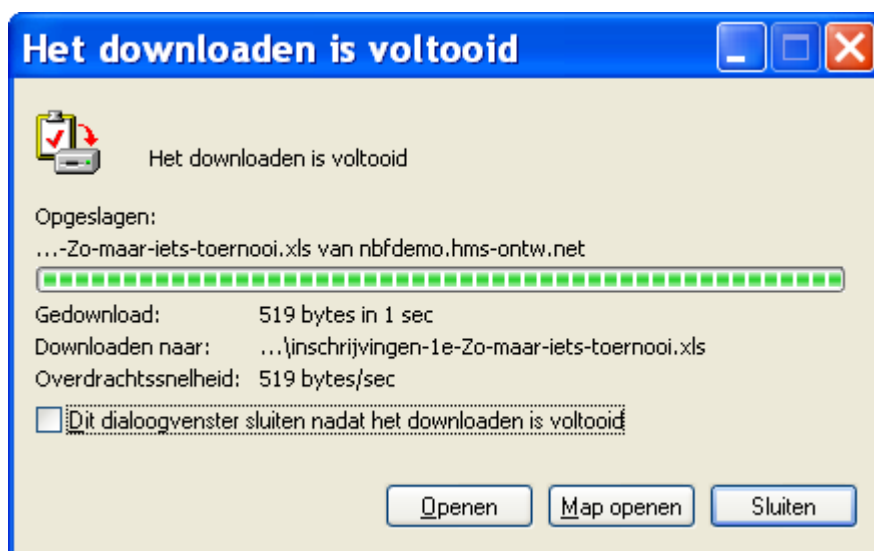 Het downloaden is voltooid
Het downloaden is voltooid
Opgeslagen:
...-Zo-maar-iets-toernooi.xls van nbfdemo.hms-ontw.net
Gedownload: 519 bytes in 1 sec
Downloaden naar: ...\inschrijvingen-1e-Zo-maar-iets-toernooi.xls
Overdrachtssnelheid: 519 bytes/sec
Dit dialoogvenster sluiten nadat het downloaden is voltooid
Openen Map openen Sluiten